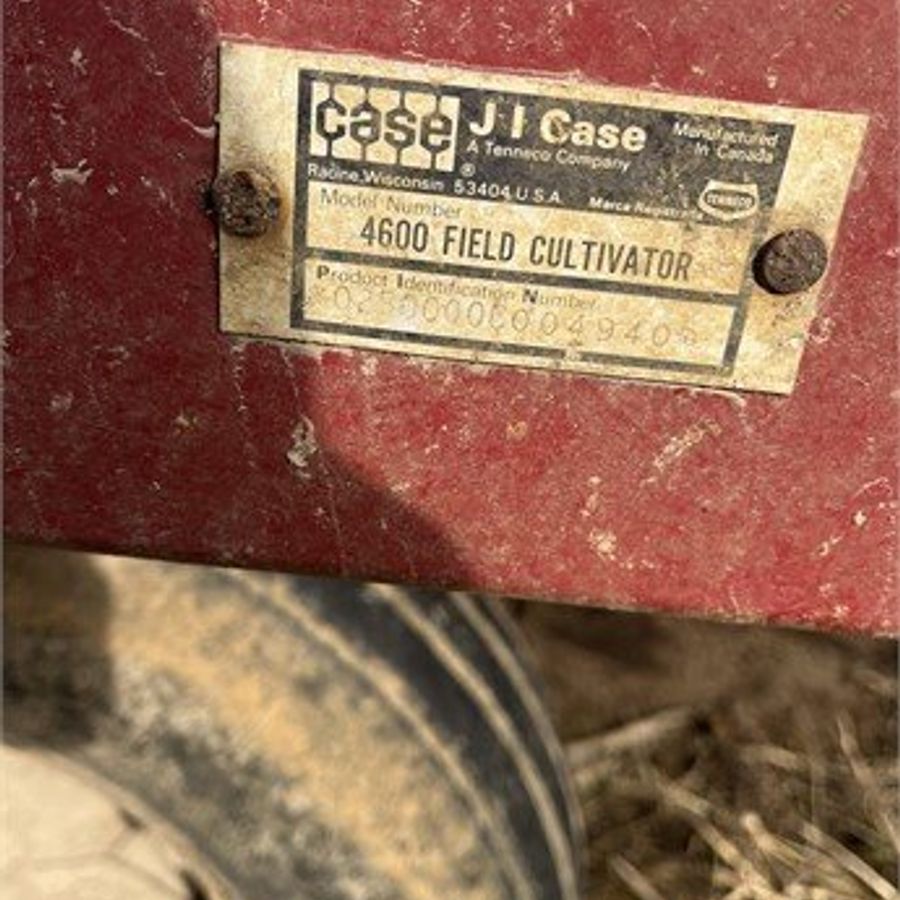 case
J I Case
A Tenneco Company
Manufactured
In Canada
®
Racine, Wisconsin 53404, U.S.A.
Marca Registrada
TENNECO
Model Number
4600 FIELD CULTIVATOR
Product Identification Number